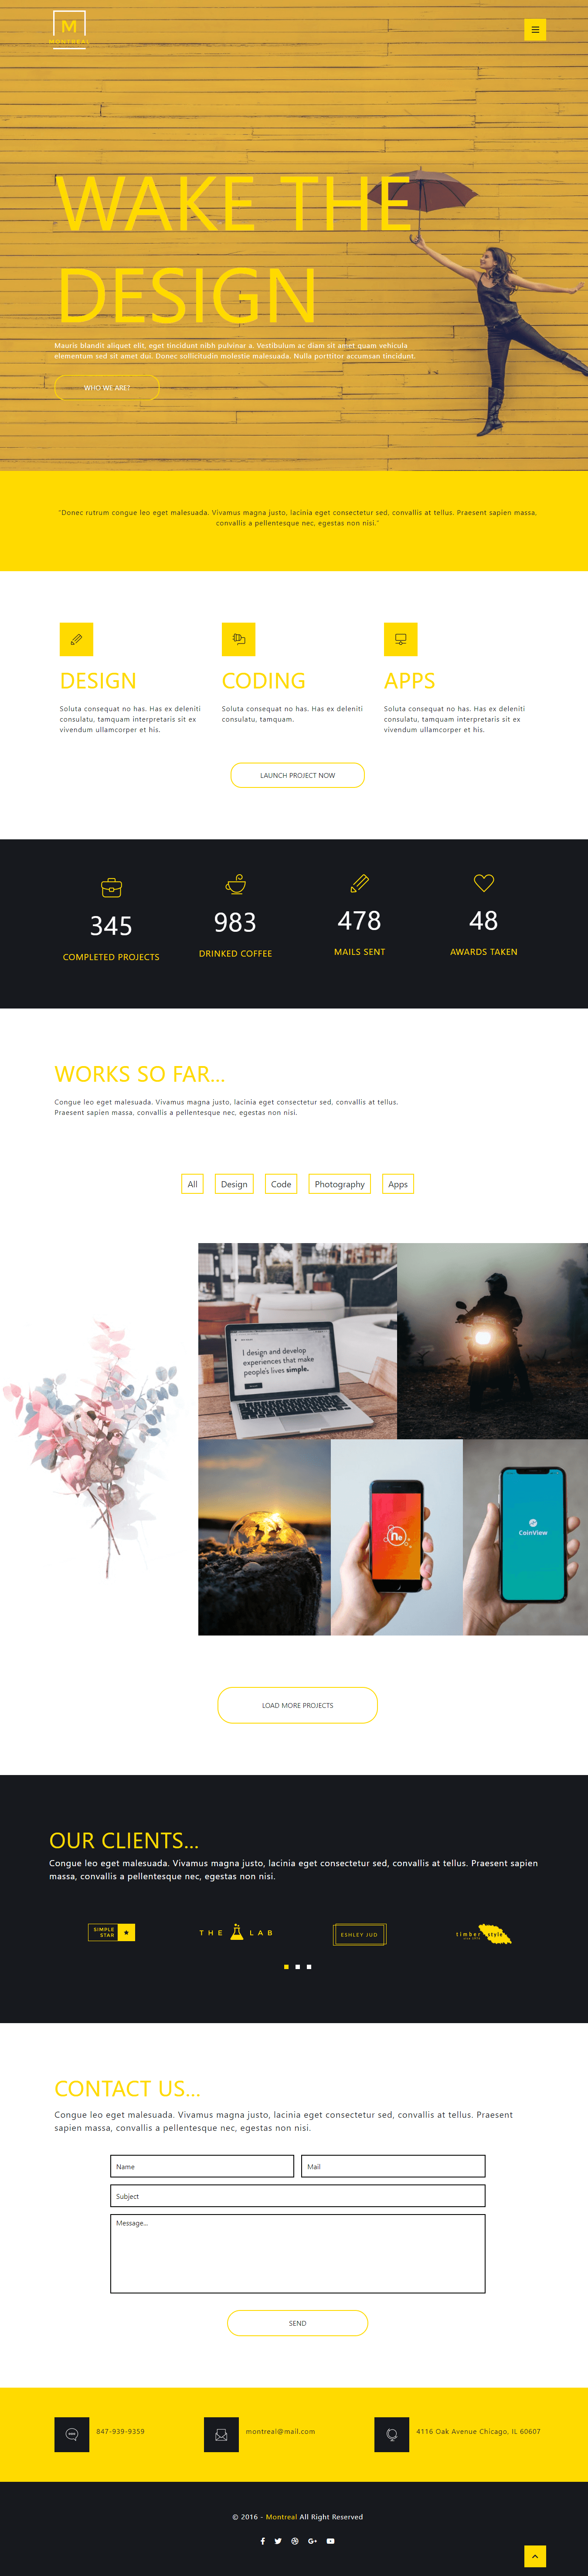 M
MONTREAL
WAKE THE
DESIGN
Mauris blandit aliquet elit, eget tincidunt nibh pulvinar a. Vestibulum ac diam sit amet quam vehicula
elementum sed sit amet dui. Donec sollicitudin molestie malesuada. Nulla porttitor accumsan tincidunt.
WHO WE ARE?
"Donec rutrum congue leo eget malesuada. Vivamus magna justo, lacinia eget consectetur sed, convallis at tellus. Praesent sapien massa,
convallis a pellentesque nec, egestas non nisi."
DESIGN
CODING
APPS
Soluta consequat no has. Has ex deleniti
consulatu, tamquam interpretaris sit ex
vivendum ullamcorper et his.
Soluta consequat no has. Has ex deleniti
consulatu, tamquam.
Soluta consequat no has. Has ex deleniti
consulatu, tamquam interpretaris sit ex
vivendum ullamcorper et his.
LAUNCH PROJECT NOW
345
COMPLETED PROJECTS
983
DRINKED COFFEE
478
MAILS SENT
48
AWARDS TAKEN
WORKS SO FAR...
Congue leo eget malesuada. Vivamus magna justo, lacinia eget consectetur sed, convallis at tellus.
Praesent sapien massa, convallis a pellentesque nec, egestas non nisi.
All
Design
Code
Photography
Apps
I design and develop
experiences that make
people's lives simple.
he
CoinView
LOAD MORE PROJECTS
OUR CLIENTS...
Congue leo eget malesuada. Vivamus magna justo, lacinia eget consectetur sed, convallis at tellus. Praesent sapien
massa, convallis a pellentesque nec, egestas non nisi.
SIMPLE
STAR
THE LAB
ESHLEY JUD
timber style
CONTACT US...
Congue leo eget malesuada. Vivamus magna justo, lacinia eget consectetur sed, convallis at tellus. Praesent
sapien massa, convallis a pellentesque nec, egestas non nisi.
Name
Mail
Subject
Message...
SEND
847-939-9359
montreal@mail.com
4116 Oak Avenue Chicago, IL 60607
© 2016 - Montreal All Right Reserved